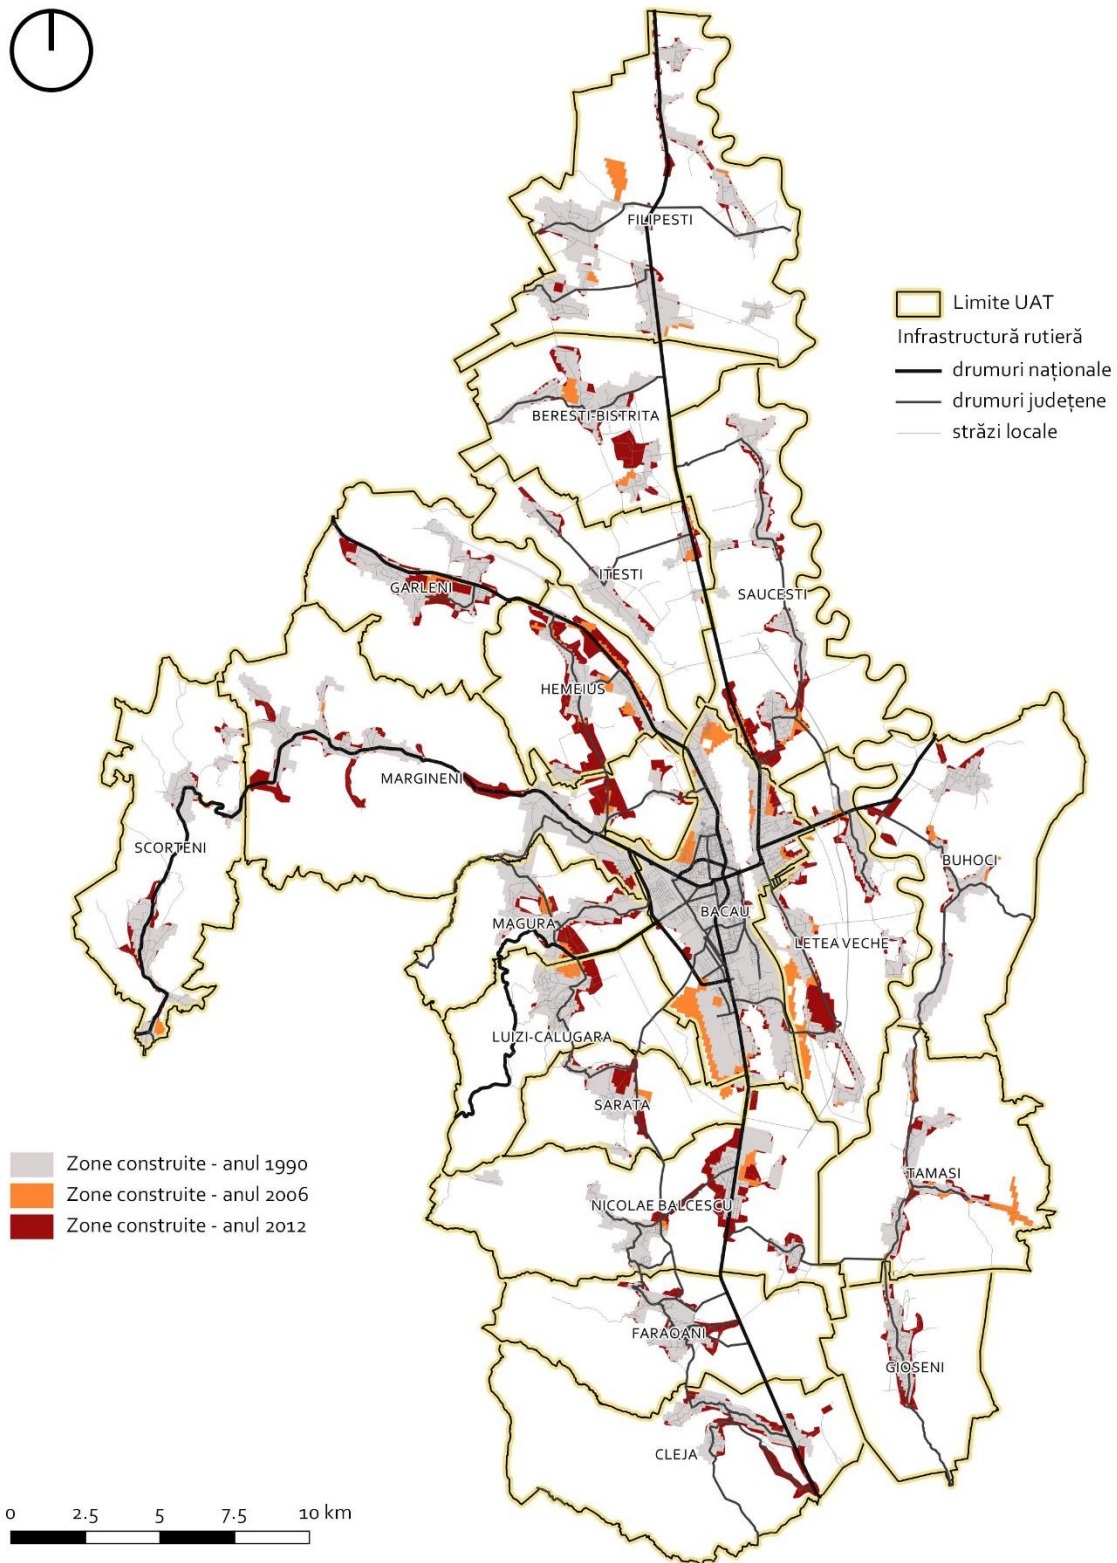 FILIPESTI
Limite UAT
Infrastructură rutieră
drumuri naționale
drumuri județene
străzi locale
BERESTI-BISTRITA
ITESTI
GARLENI
SAUCESTI
HEMEIUS
MARGINENI
SCORTENI
BUHOCI
BACAU
MAGURA
LETEA VECHE
LUIZI-CALUGARA
SARATA
Zone construite - anul 1990
Zone construite - anul 2006
Zone construite - anul 2012
TAMASI
NICOLAE BALCESCU
FARAOANI
GIOSENI
CLEJA
0 2.5 5 7.5 10 km